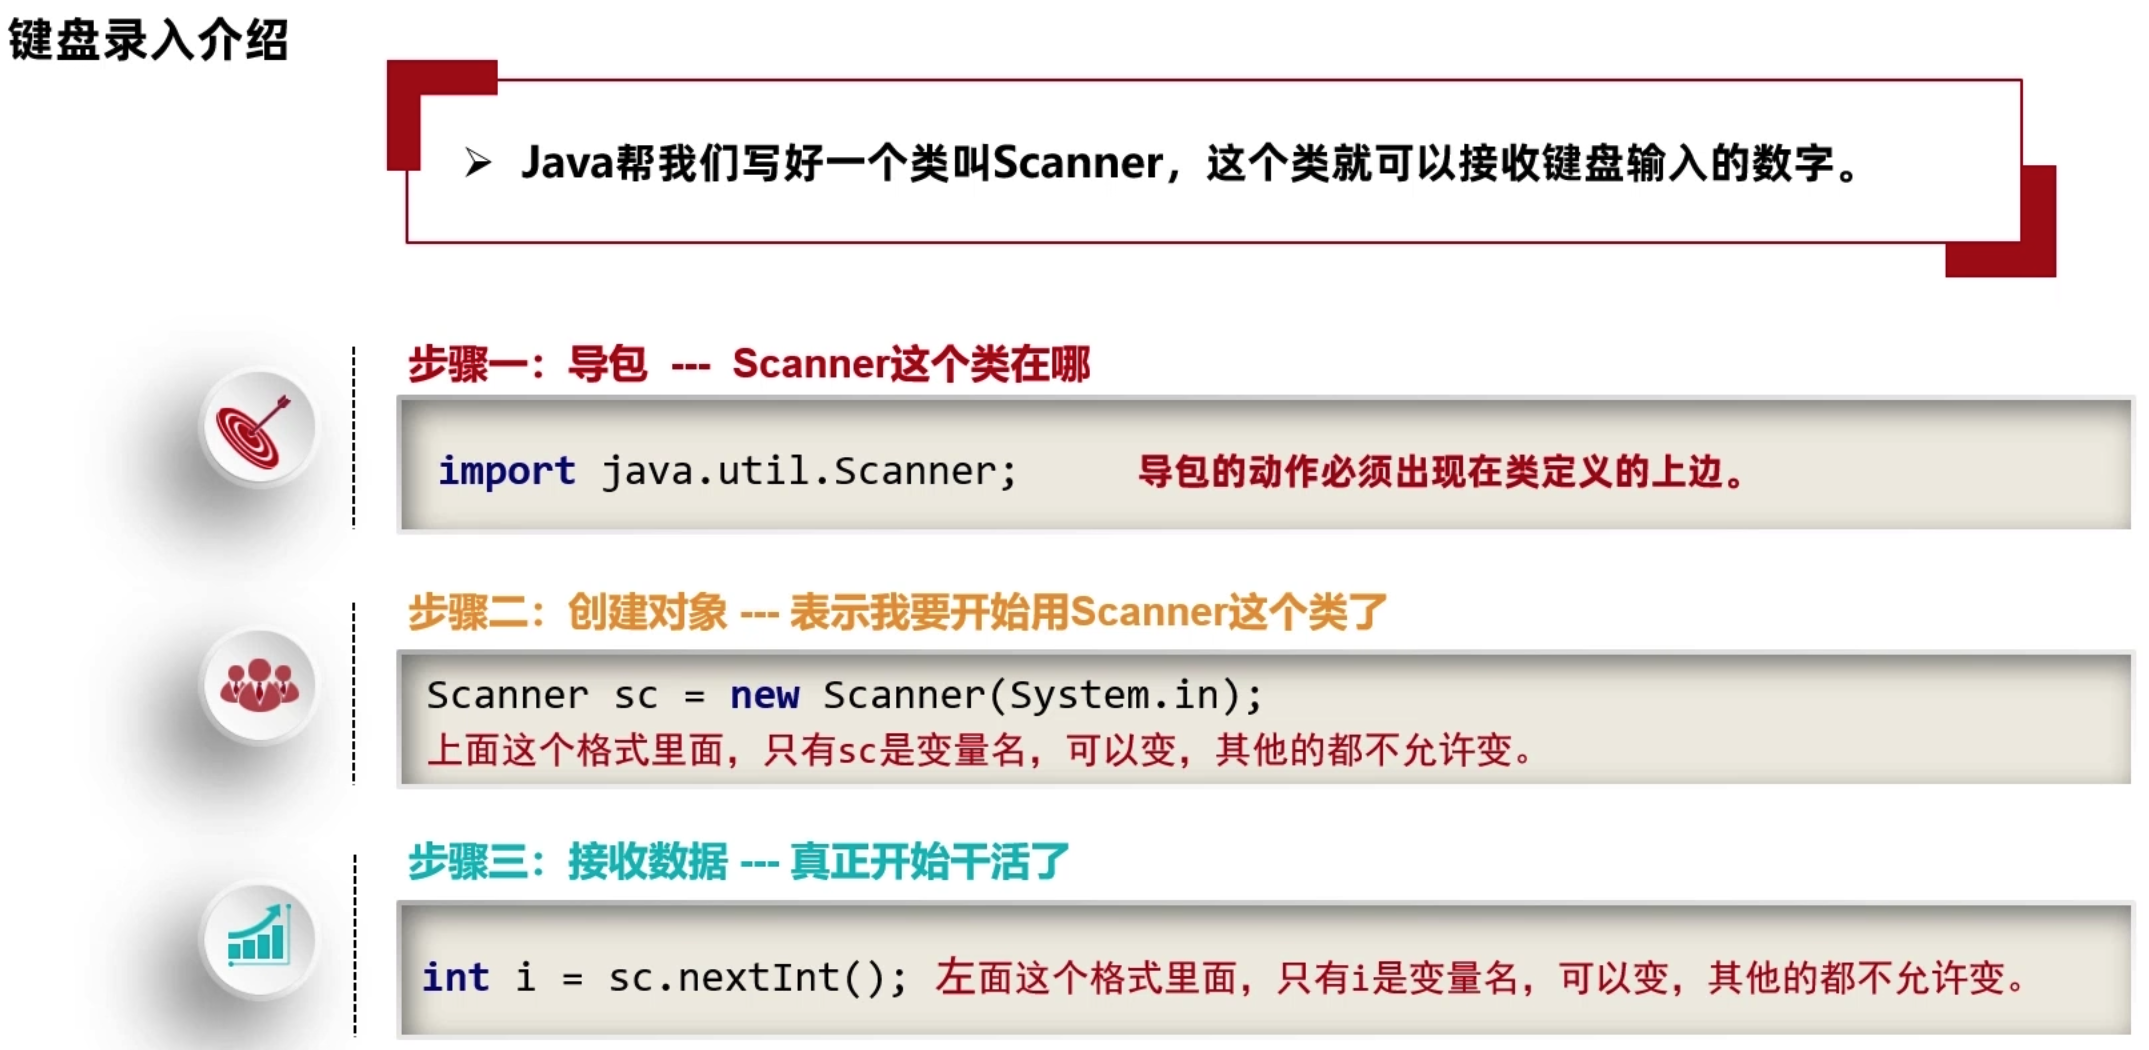 键盘录入介绍
➢ Java帮我们写好一个类叫Scanner，这个类就可以接收键盘输入的数字。
步骤一：导包 --- Scanner这个类在哪
import java.util.Scanner; 导包的动作必须出现在类定义的上边。
步骤二：创建对象 --- 表示我要开始用Scanner这个类了
Scanner sc = new Scanner(System.in);
上面这个格式里面，只有sc是变量名，可以变，其他的都不允许变。
步骤三：接收数据 --- 真正开始干活了
int i = sc.nextInt(); 左面这个格式里面，只有i是变量名，可以变，其他的都不允许变。